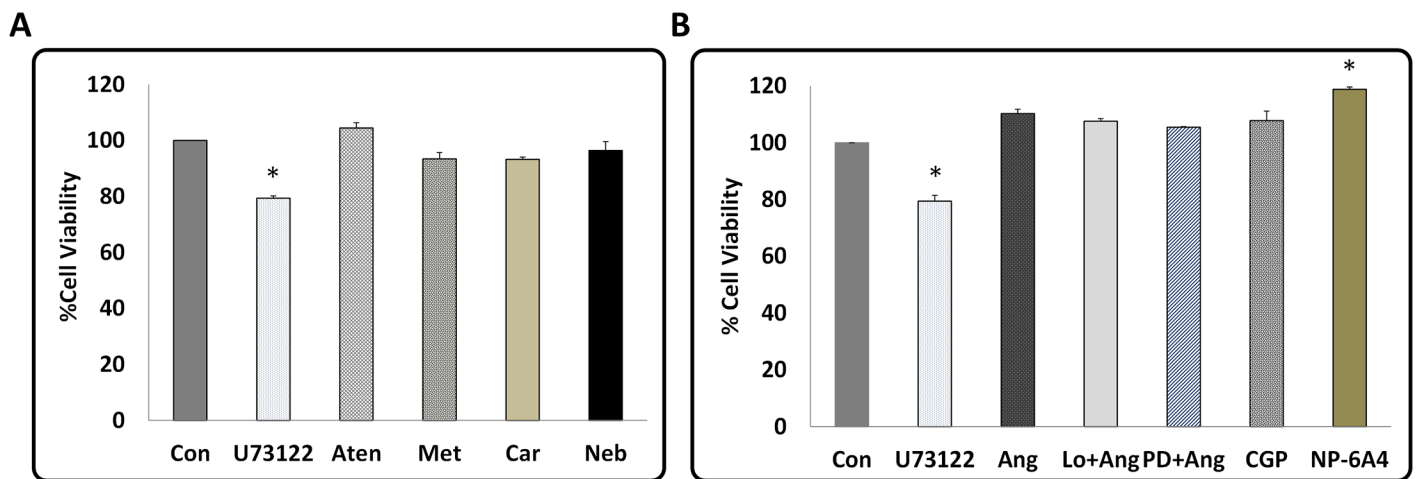 A
%Cell Viability
120
100
80
60
40
20
0
*
Con U73122 Aten Met Car Neb
B
% Cell Viability
120
100
80
60
40
20
0
*
*
Con U73122 Ang Lo+Ang PD+Ang CGP NP-6A4